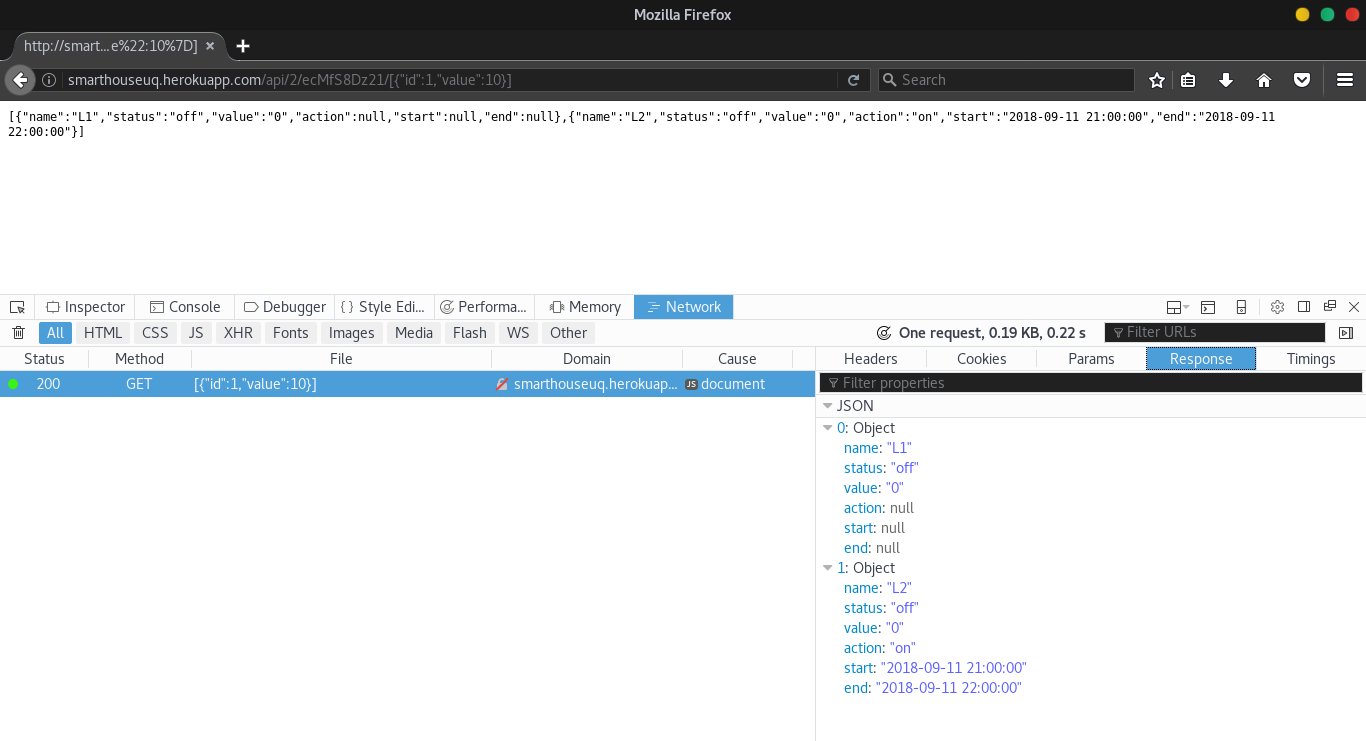 Mozilla Firefox
http://smart...e%22:10%7D]
smarthouseuq.herokuapp.com/api/2/ecMfS8Dz21/[{"id":1,"value":10}]
Search
[{"name":"L1","status":"off","value":"0","action":null,"start":null,"end":null},{"name":"L2","status":"off","value":"0","action":"on","start":"2018-09-11 21:00:00","end":"2018-09-11
22:00:00"}]
Inspector Console Debugger { } Style Edi... Performa... Memory Network
All HTML CSS JS XHR Fonts Images Media Flash WS Other One request, 0.19 KB, 0.22 s Filter URLs
Status Method File Domain Cause Headers Cookies Params Response Timings
200 GET [{"id":1,"value":10}] smarthouseuq.herokuap... JS document
Filter properties
JSON
0: Object
name: "L1"
status: "off"
value: "0"
action: null
start: null
end: null
1: Object
name: "L2"
status: "off"
value: "0"
action: "on"
start: "2018-09-11 21:00:00"
end: "2018-09-11 22:00:00"